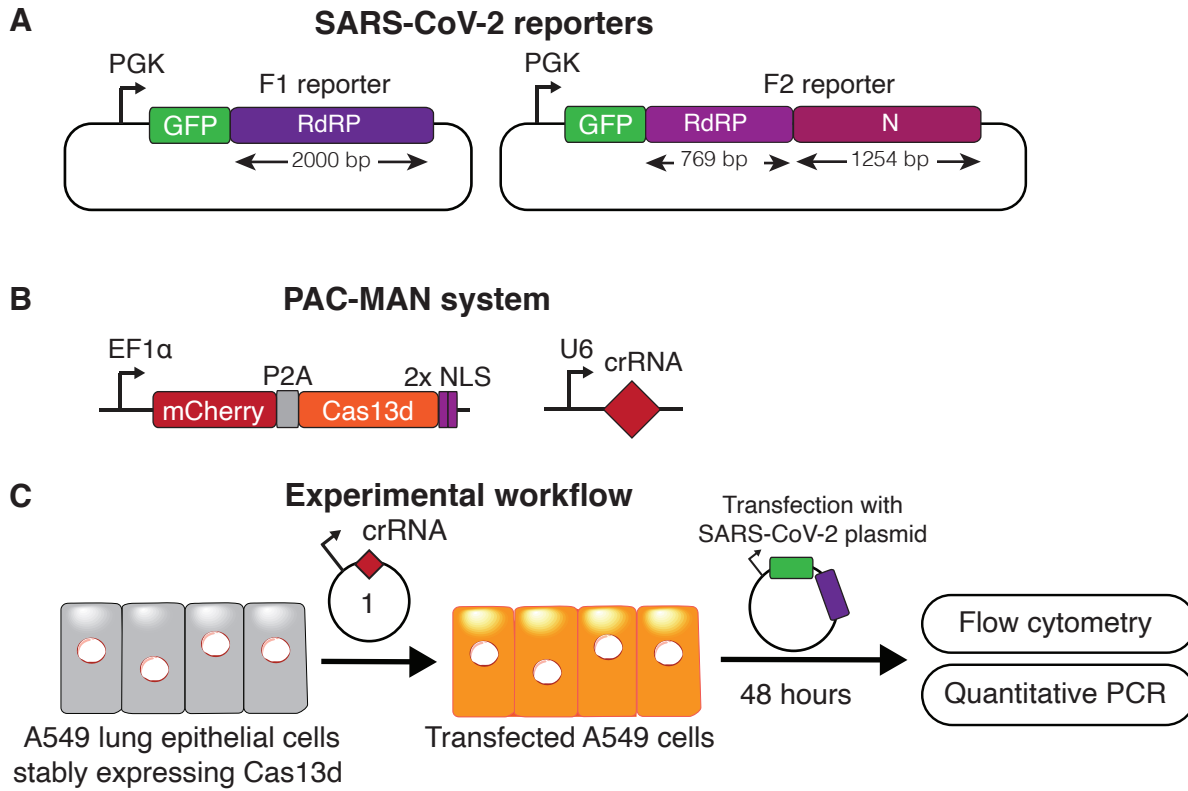 A
SARS-CoV-2 reporters
PGK
F1 reporter
GFP
RdRP
2000 bp
PGK
F2 reporter
GFP
RdRP
N
769 bp
1254 bp
B
PAC-MAN system
EF1α
P2A
2x NLS
mCherry
Cas13d
U6
crRNA
C
Experimental workflow
crRNA
1
Transfection with
SARS-CoV-2 plasmid
48 hours
Flow cytometry
Quantitative PCR
A549 lung epithelial cells
stably expressing Cas13d
Transfected A549 cells